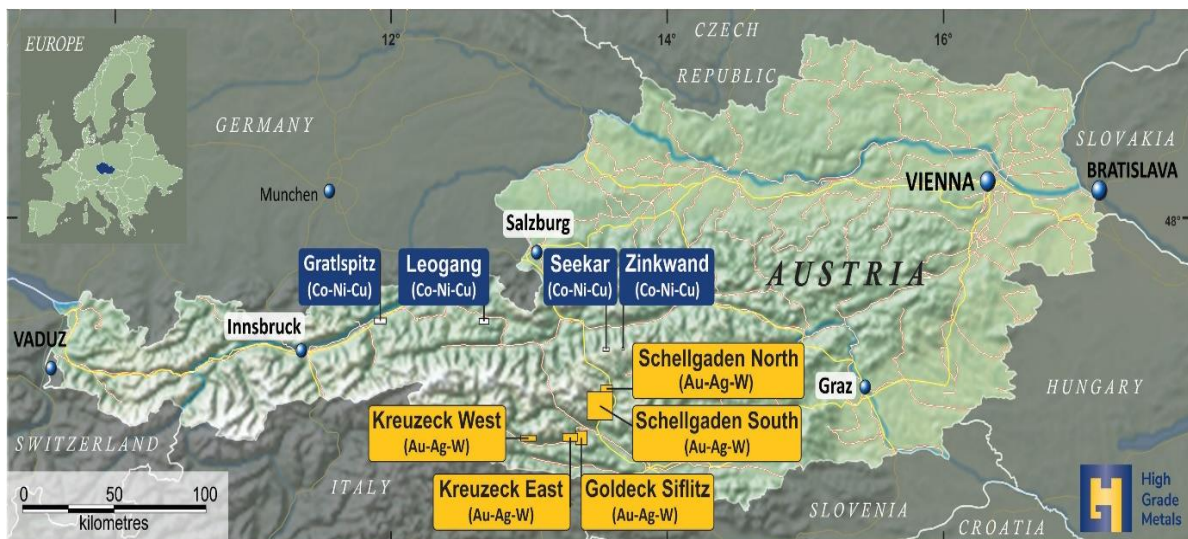 EUROPE
12
14
16
CZECH
REPUBLIC
GERMANY
SLOVAKIA
Munchen
VIENNA
BRATISLAVA
48°
Salzburg
Gratlspitz
(Co-Ni-Cu)
Leogang
(Co-Ni-Cu)
Seekar
(Co-Ni-Cu)
Zinkwand
(Co-Ni-Cu)
AUSTRIA
VADUZ
Innsbruck
Schellgaden North
(Au-Ag-W)
Graz
HUNGARY
Kreuzeck West
(Au-Ag-W)
Schellgaden South
(Au-Ag-W)
SWITZERLAND
ITALY
Kreuzeck East
(Au-Ag-W)
Goldeck Siflitz
(Au-Ag-W)
SLOVENIA
CROATIA
0 50 100
kilometres
High
Grade
Metals